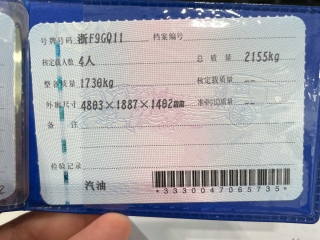 号牌号码 浙F9GQ11 档案编号
核定载人数 4人 总质量 2155kg
整备质量 1730kg 核定载质量 --
外廓尺寸 4803×1887×1402mm 准牵引总质量 --
备注
检验记录
汽油
*3330047065735*